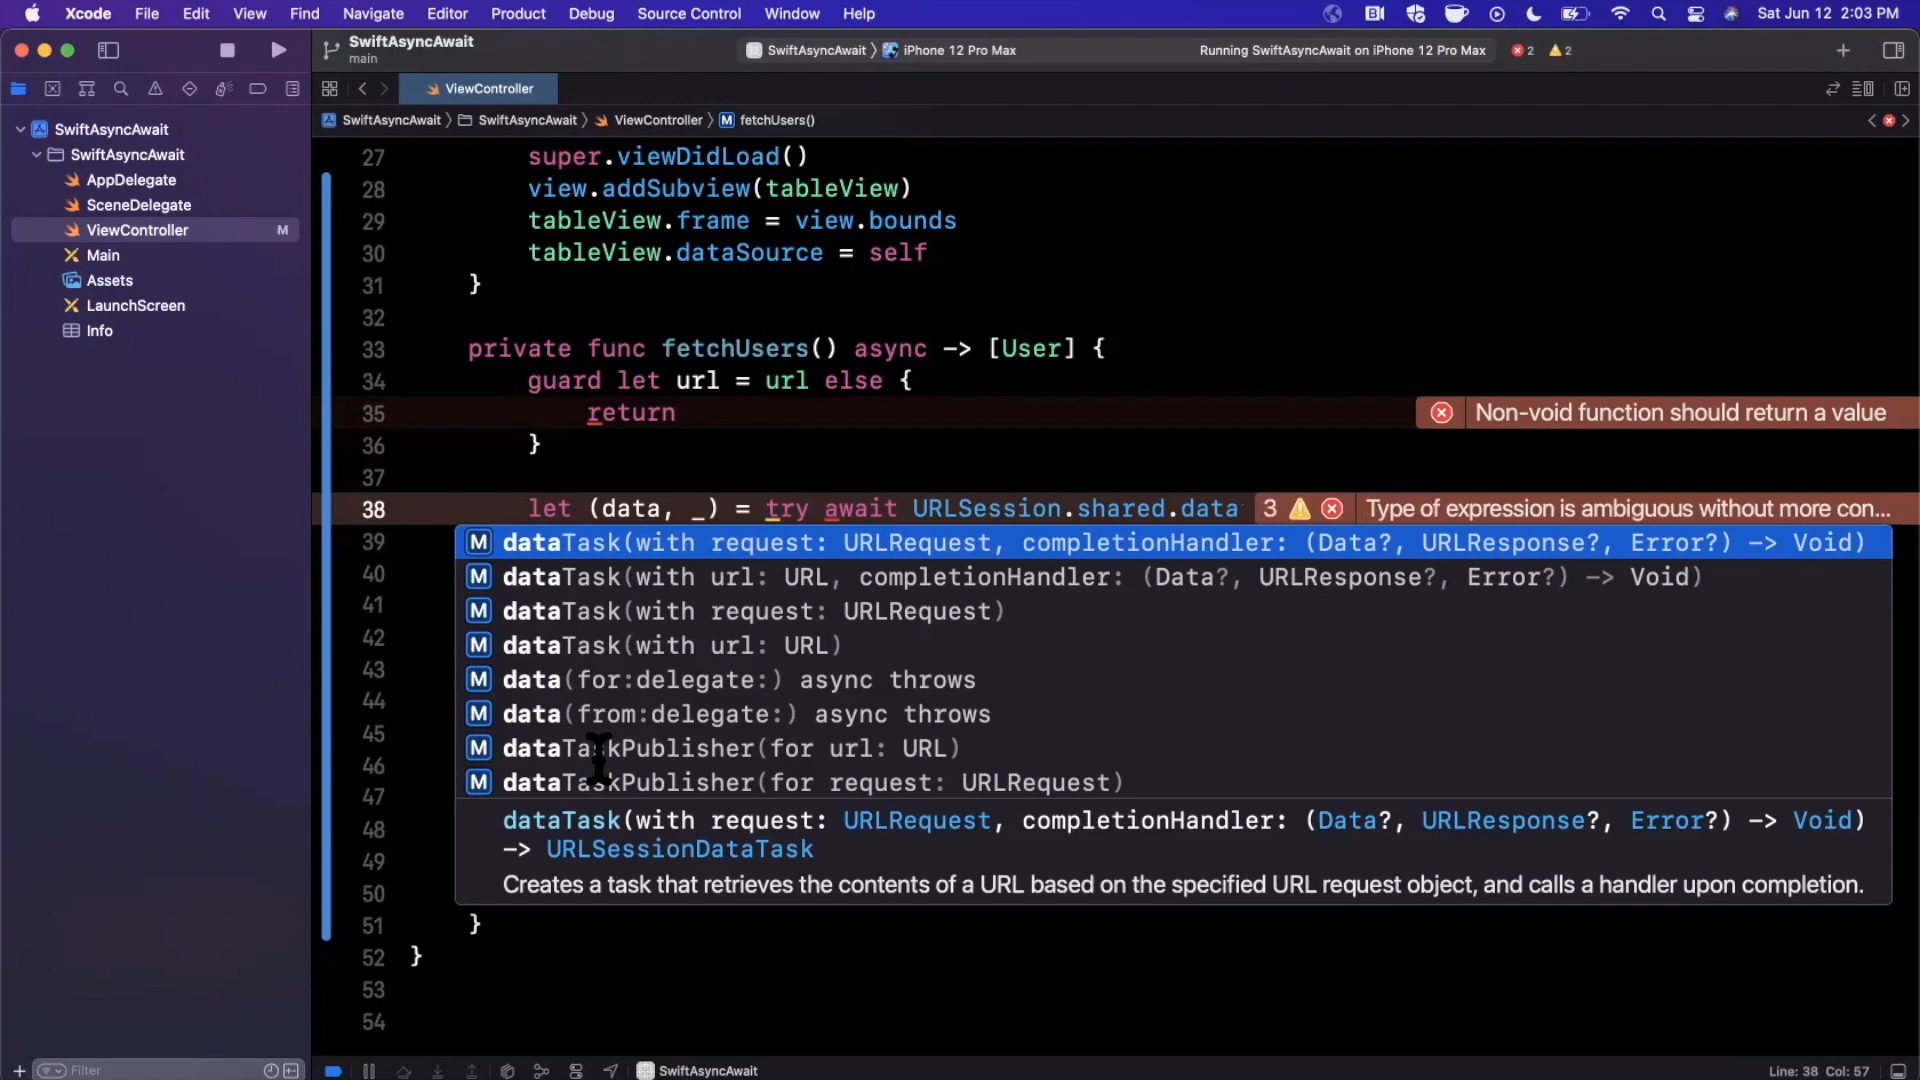 Xcode File Edit View Find Navigate Editor Product Debug Source Control Window Help Sat Jun 12 2:03 PM
SwiftAsyncAwait
main
SwiftAsyncAwait iPhone 12 Pro Max
Running SwiftAsyncAwait on iPhone 12 Pro Max 2 2
ViewController
SwiftAsyncAwait SwiftAsyncAwait ViewController M fetchUsers()
SwiftAsyncAwait
SwiftAsyncAwait
AppDelegate
SceneDelegate
ViewController M
Main
Assets
LaunchScreen
Info
27 super.viewDidLoad()
28 view.addSubview(tableView)
29 tableView.frame = view.bounds
30 tableView.dataSource = self
31 }
32
33 private func fetchUsers() async -> [User] {
34 guard let url = url else {
35 return Non-void function should return a value
36 }
37
38 let (data, _) = try await URLSession.shared.data 3 Type of expression is ambiguous without more con...
39 M dataTask(with request: URLRequest, completionHandler: (Data?, URLResponse?, Error?) -> Void)
40 M dataTask(with url: URL, completionHandler: (Data?, URLResponse?, Error?) -> Void)
41 M dataTask(with request: URLRequest)
42 M dataTask(with url: URL)
43 M data(for:delegate:) async throws
44 M data(from:delegate:) async throws
45 M dataTaskPublisher(for url: URL)
46 M dataTaskPublisher(for request: URLRequest)
47 dataTask(with request: URLRequest, completionHandler: (Data?, URLResponse?, Error?) -> Void)
48 -> URLSessionDataTask
49 Creates a task that retrieves the contents of a URL based on the specified URL request object, and calls a handler upon completion.
50
51 }
52 }
53
54
Filter
SwiftAsyncAwait
Line: 38 Col: 57